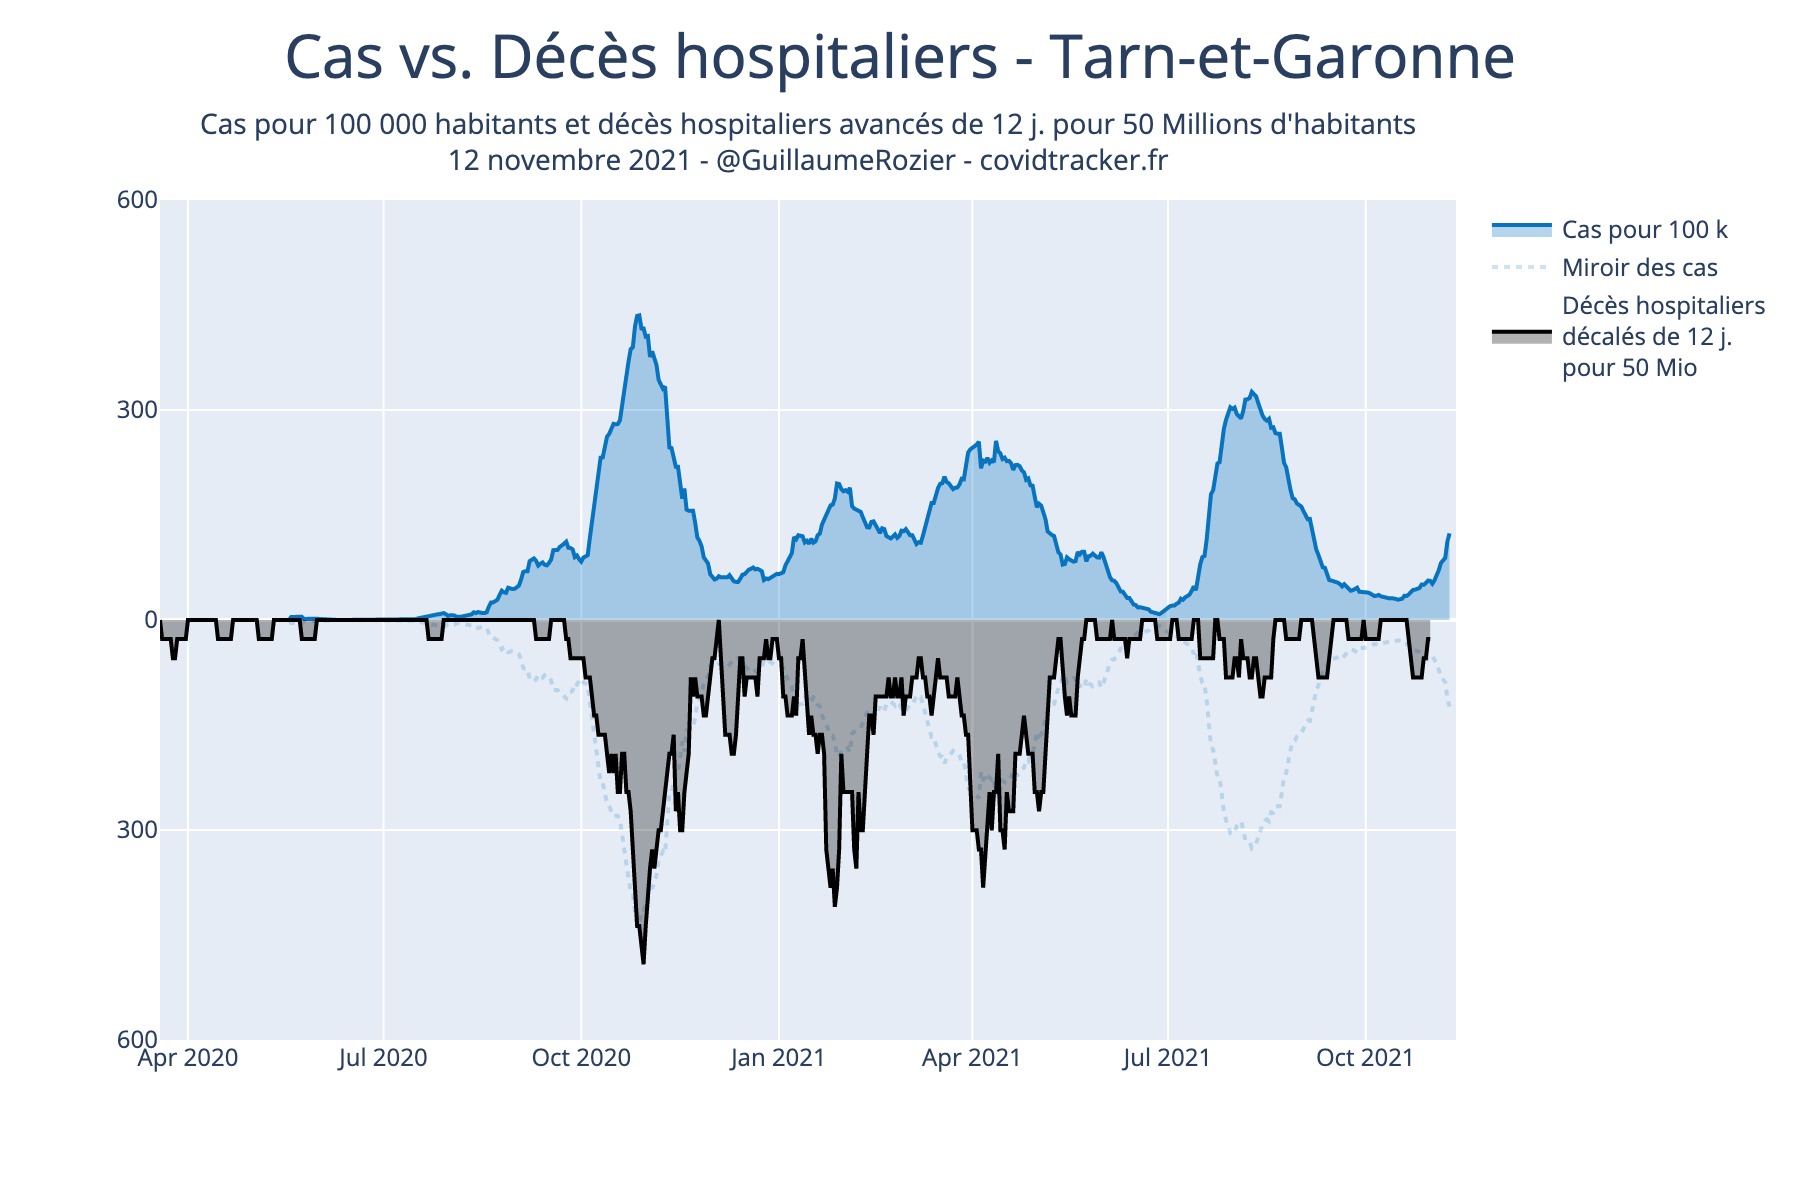 Cas vs. Décès hospitaliers - Tarn-et-Garonne
Cas pour 100 000 habitants et décès hospitaliers avancés de 12 j. pour 50 Millions d'habitants
12 novembre 2021 - @GuillaumeRozier - covidtracker.fr
600
300
0
300
600
Apr 2020
Jul 2020
Oct 2020
Jan 2021
Apr 2021
Jul 2021
Oct 2021
Cas pour 100 k
Miroir des cas
Décès hospitaliers
décalés de 12 j.
pour 50 Mio